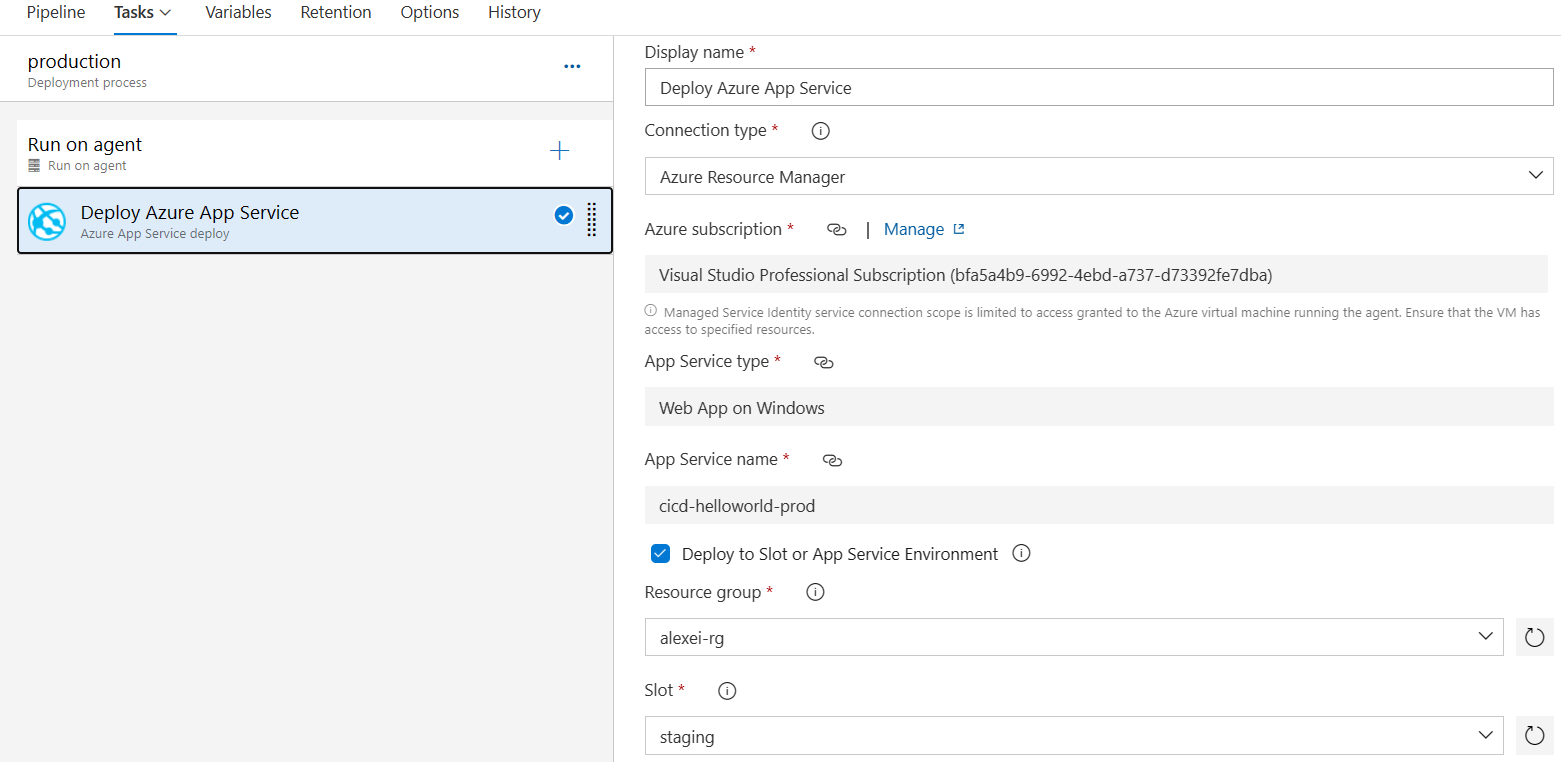 Pipeline Tasks Variables Retention Options History
production
Deployment process
Run on agent
Run on agent
Deploy Azure App Service
Azure App Service deploy
Display name *
Deploy Azure App Service
Connection type *
Azure Resource Manager
Azure subscription * | Manage
Visual Studio Professional Subscription (bfa5a4b9-6992-4ebd-a737-d73392fe7dba)
Managed Service Identity service connection scope is limited to access granted to the Azure virtual machine running the agent. Ensure that the VM has
access to specified resources.
App Service type *
Web App on Windows
App Service name *
cicd-helloworld-prod
Deploy to Slot or App Service Environment
Resource group *
alexei-rg
Slot *
staging